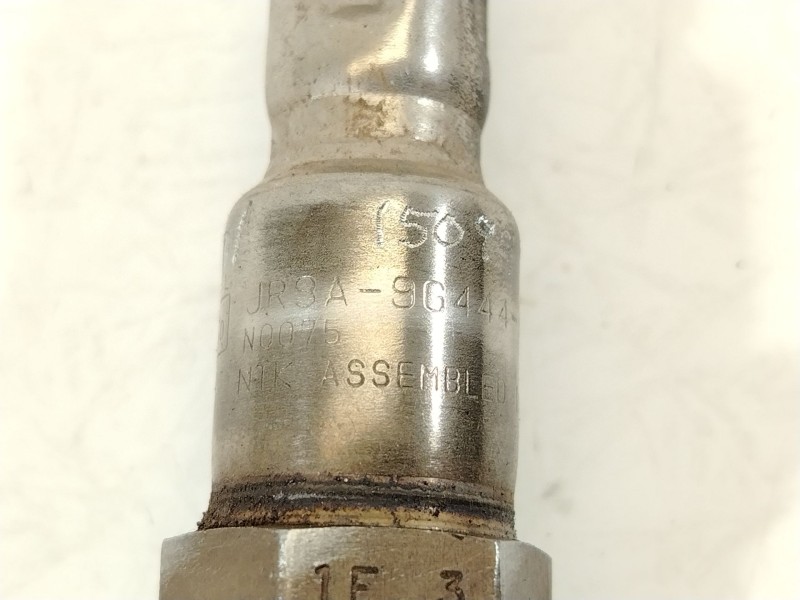 JR3A-9G444-
N0075
NTK ASSEMBLED
1F 3